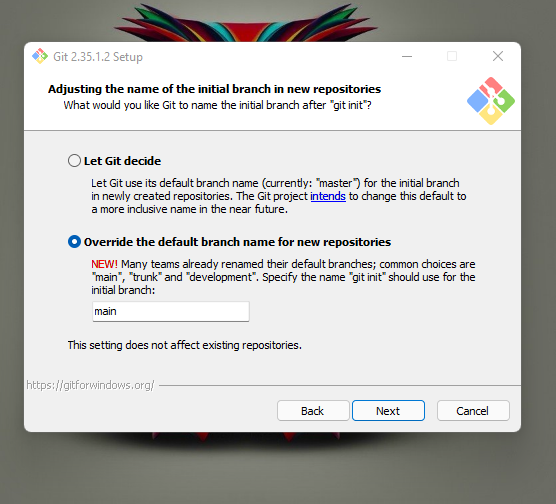 Git 2.35.1.2 Setup
Adjusting the name of the initial branch in new repositories
What would you like Git to name the initial branch after "git init"?
Let Git decide
Let Git use its default branch name (currently: "master") for the initial branch
in newly created repositories. The Git project intends to change this default to
a more inclusive name in the near future.
Override the default branch name for new repositories
NEW! Many teams already renamed their default branches; common choices are
"main", "trunk" and "development". Specify the name "git init" should use for the
initial branch:
main
This setting does not affect existing repositories.
https://gitforwindows.org/
Back
Next
Cancel